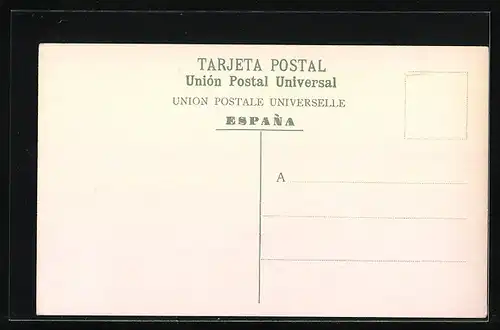 TARJETA POSTAL
Unión Postal Universal
UNION POSTALE UNIVERSELLE
ESPAÑA
A